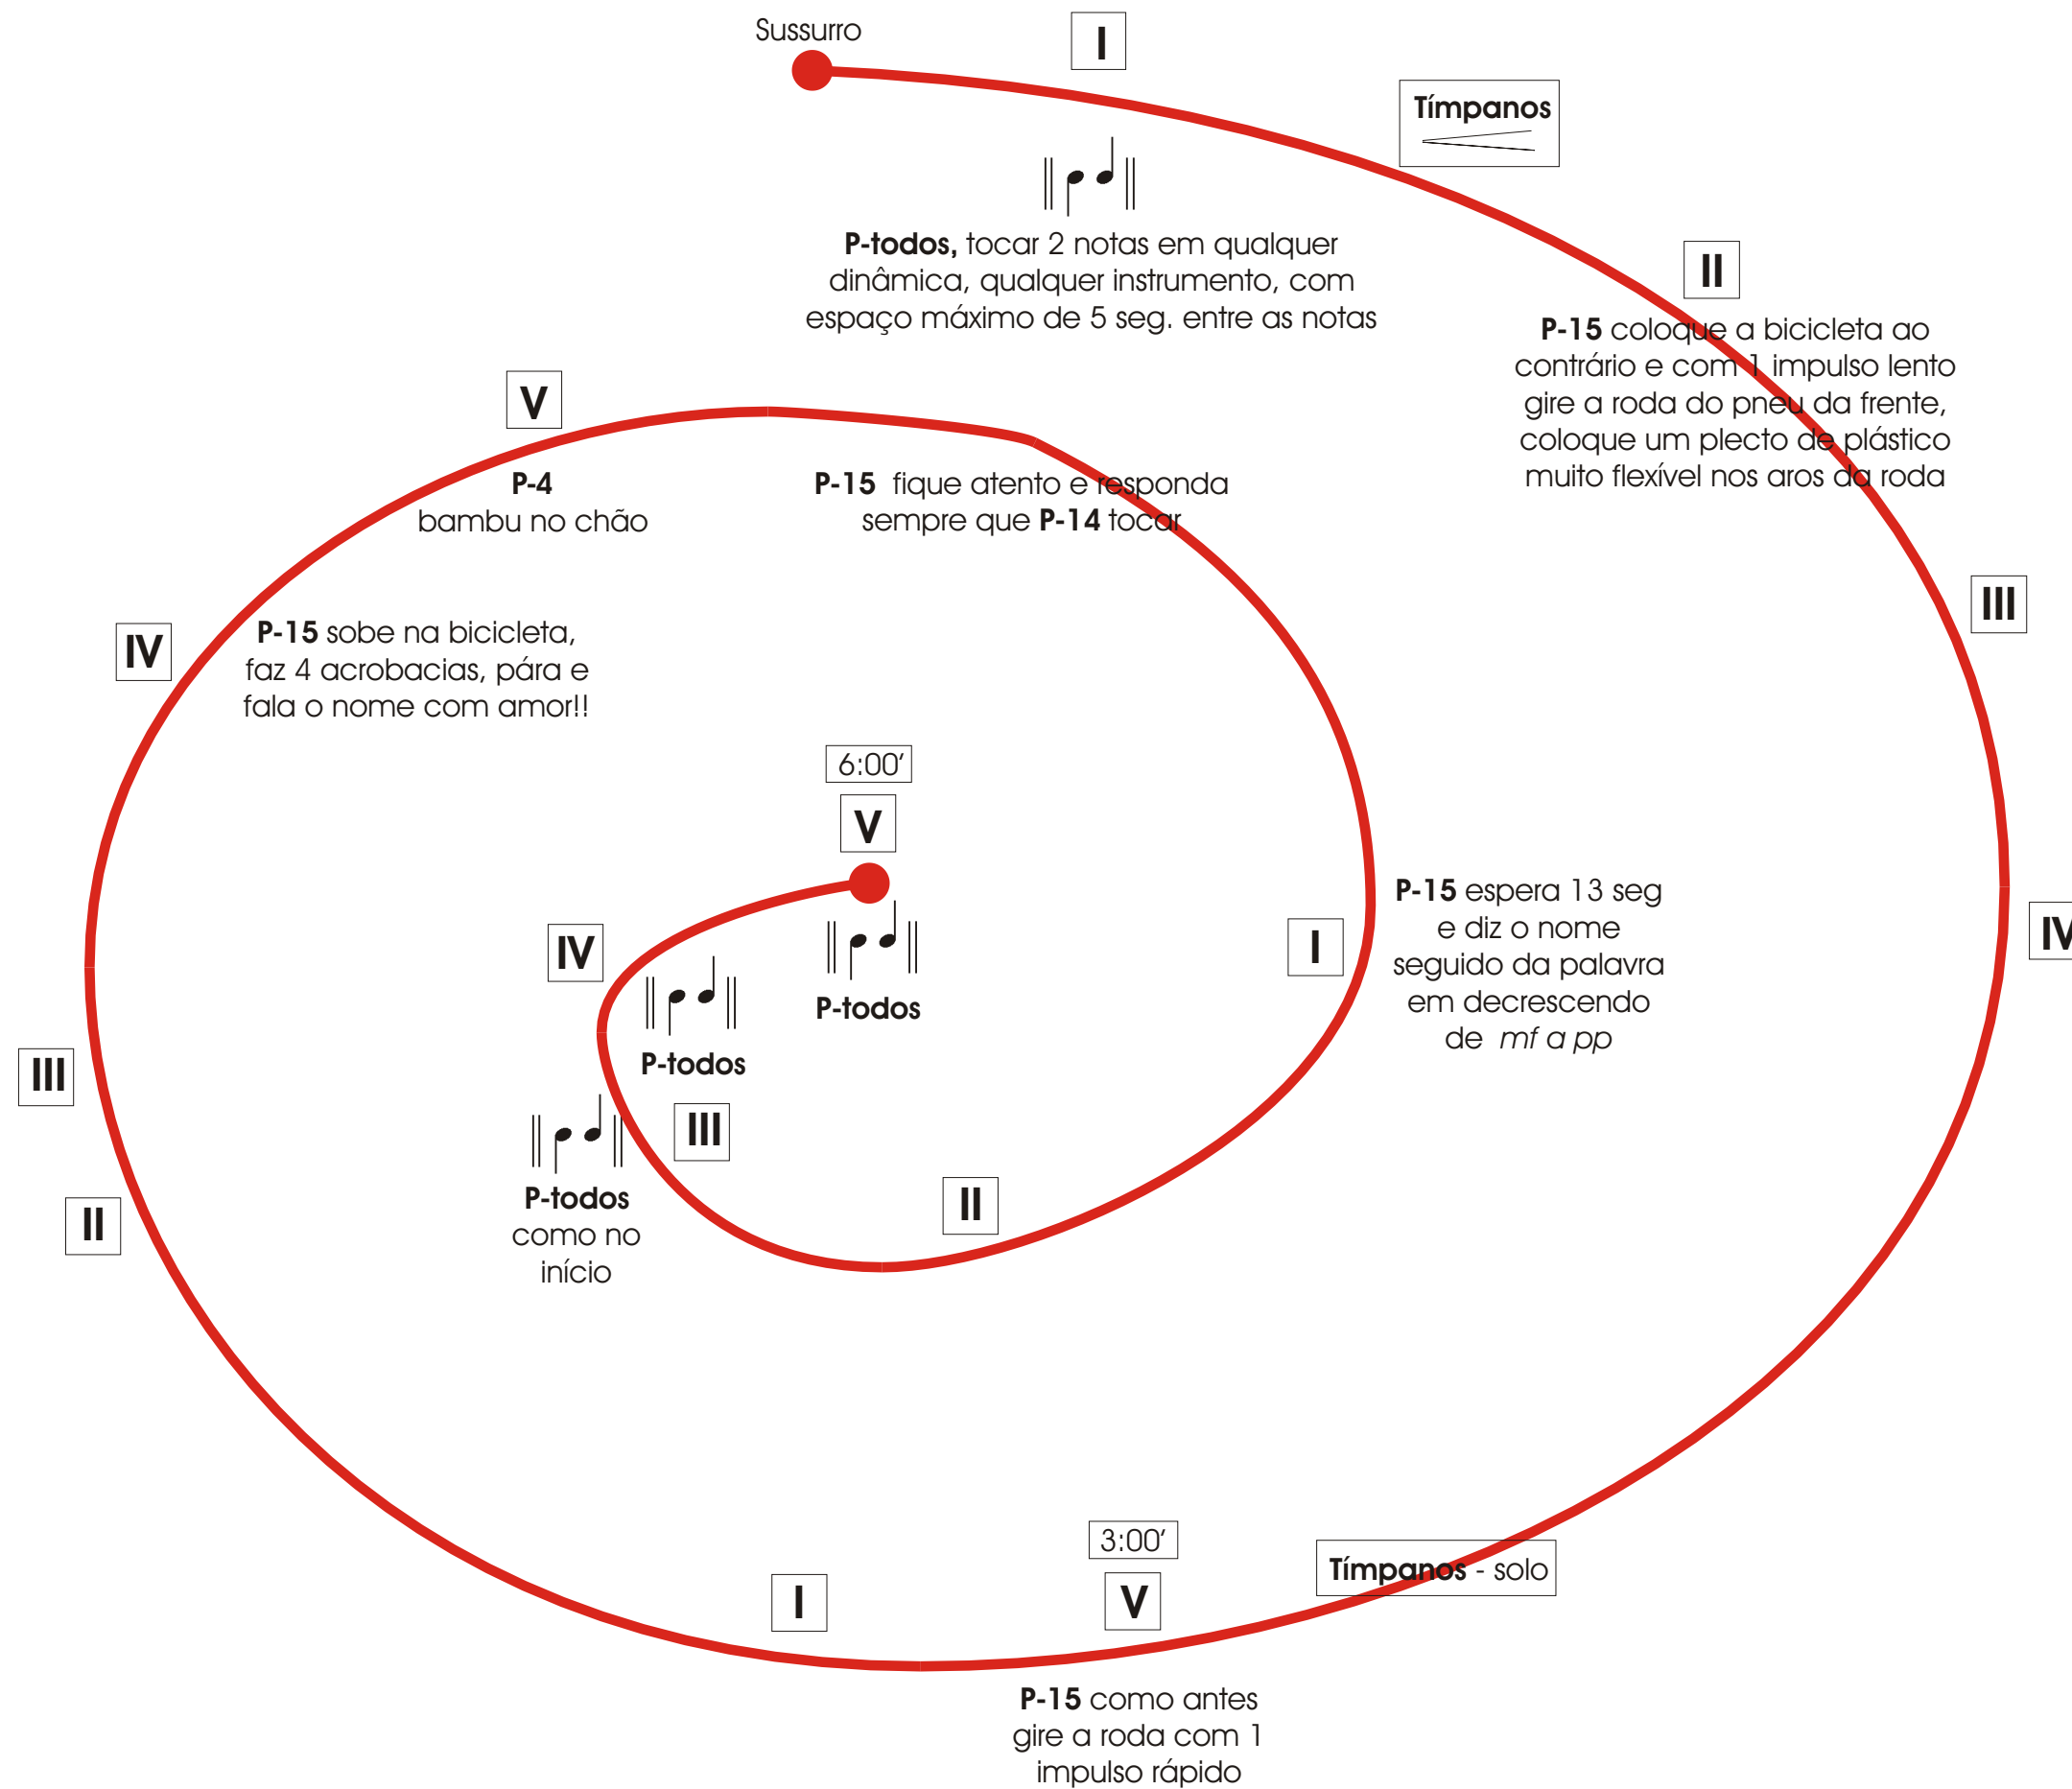 Sussurro
I
Tímpanos
P-todos, tocar 2 notas em qualquer
dinâmica, qualquer instrumento, com
espaço máximo de 5 seg. entre as notas
II
P-15 coloque a bicicleta ao
contrário e com 1 impulso lento
gire a roda do pneu da frente,
coloque um plecto de plástico
muito flexível nos aros da roda
III
IV
Tímpanos - solo
3:00’
V
P-15 como antes
gire a roda com 1
impulso rápido
I
II
III
IV
P-15 sobe na bicicleta,
faz 4 acrobacias, pára e
fala o nome com amor!!
V
P-4
bambu no chão
P-15 fique atento e responda
sempre que P-14 tocar
I
P-15 espera 13 seg
e diz o nome
seguido da palavra
em decrescendo
de mf a pp
II
III
P-todos
como no
início
IV
P-todos
6:00’
V
P-todos